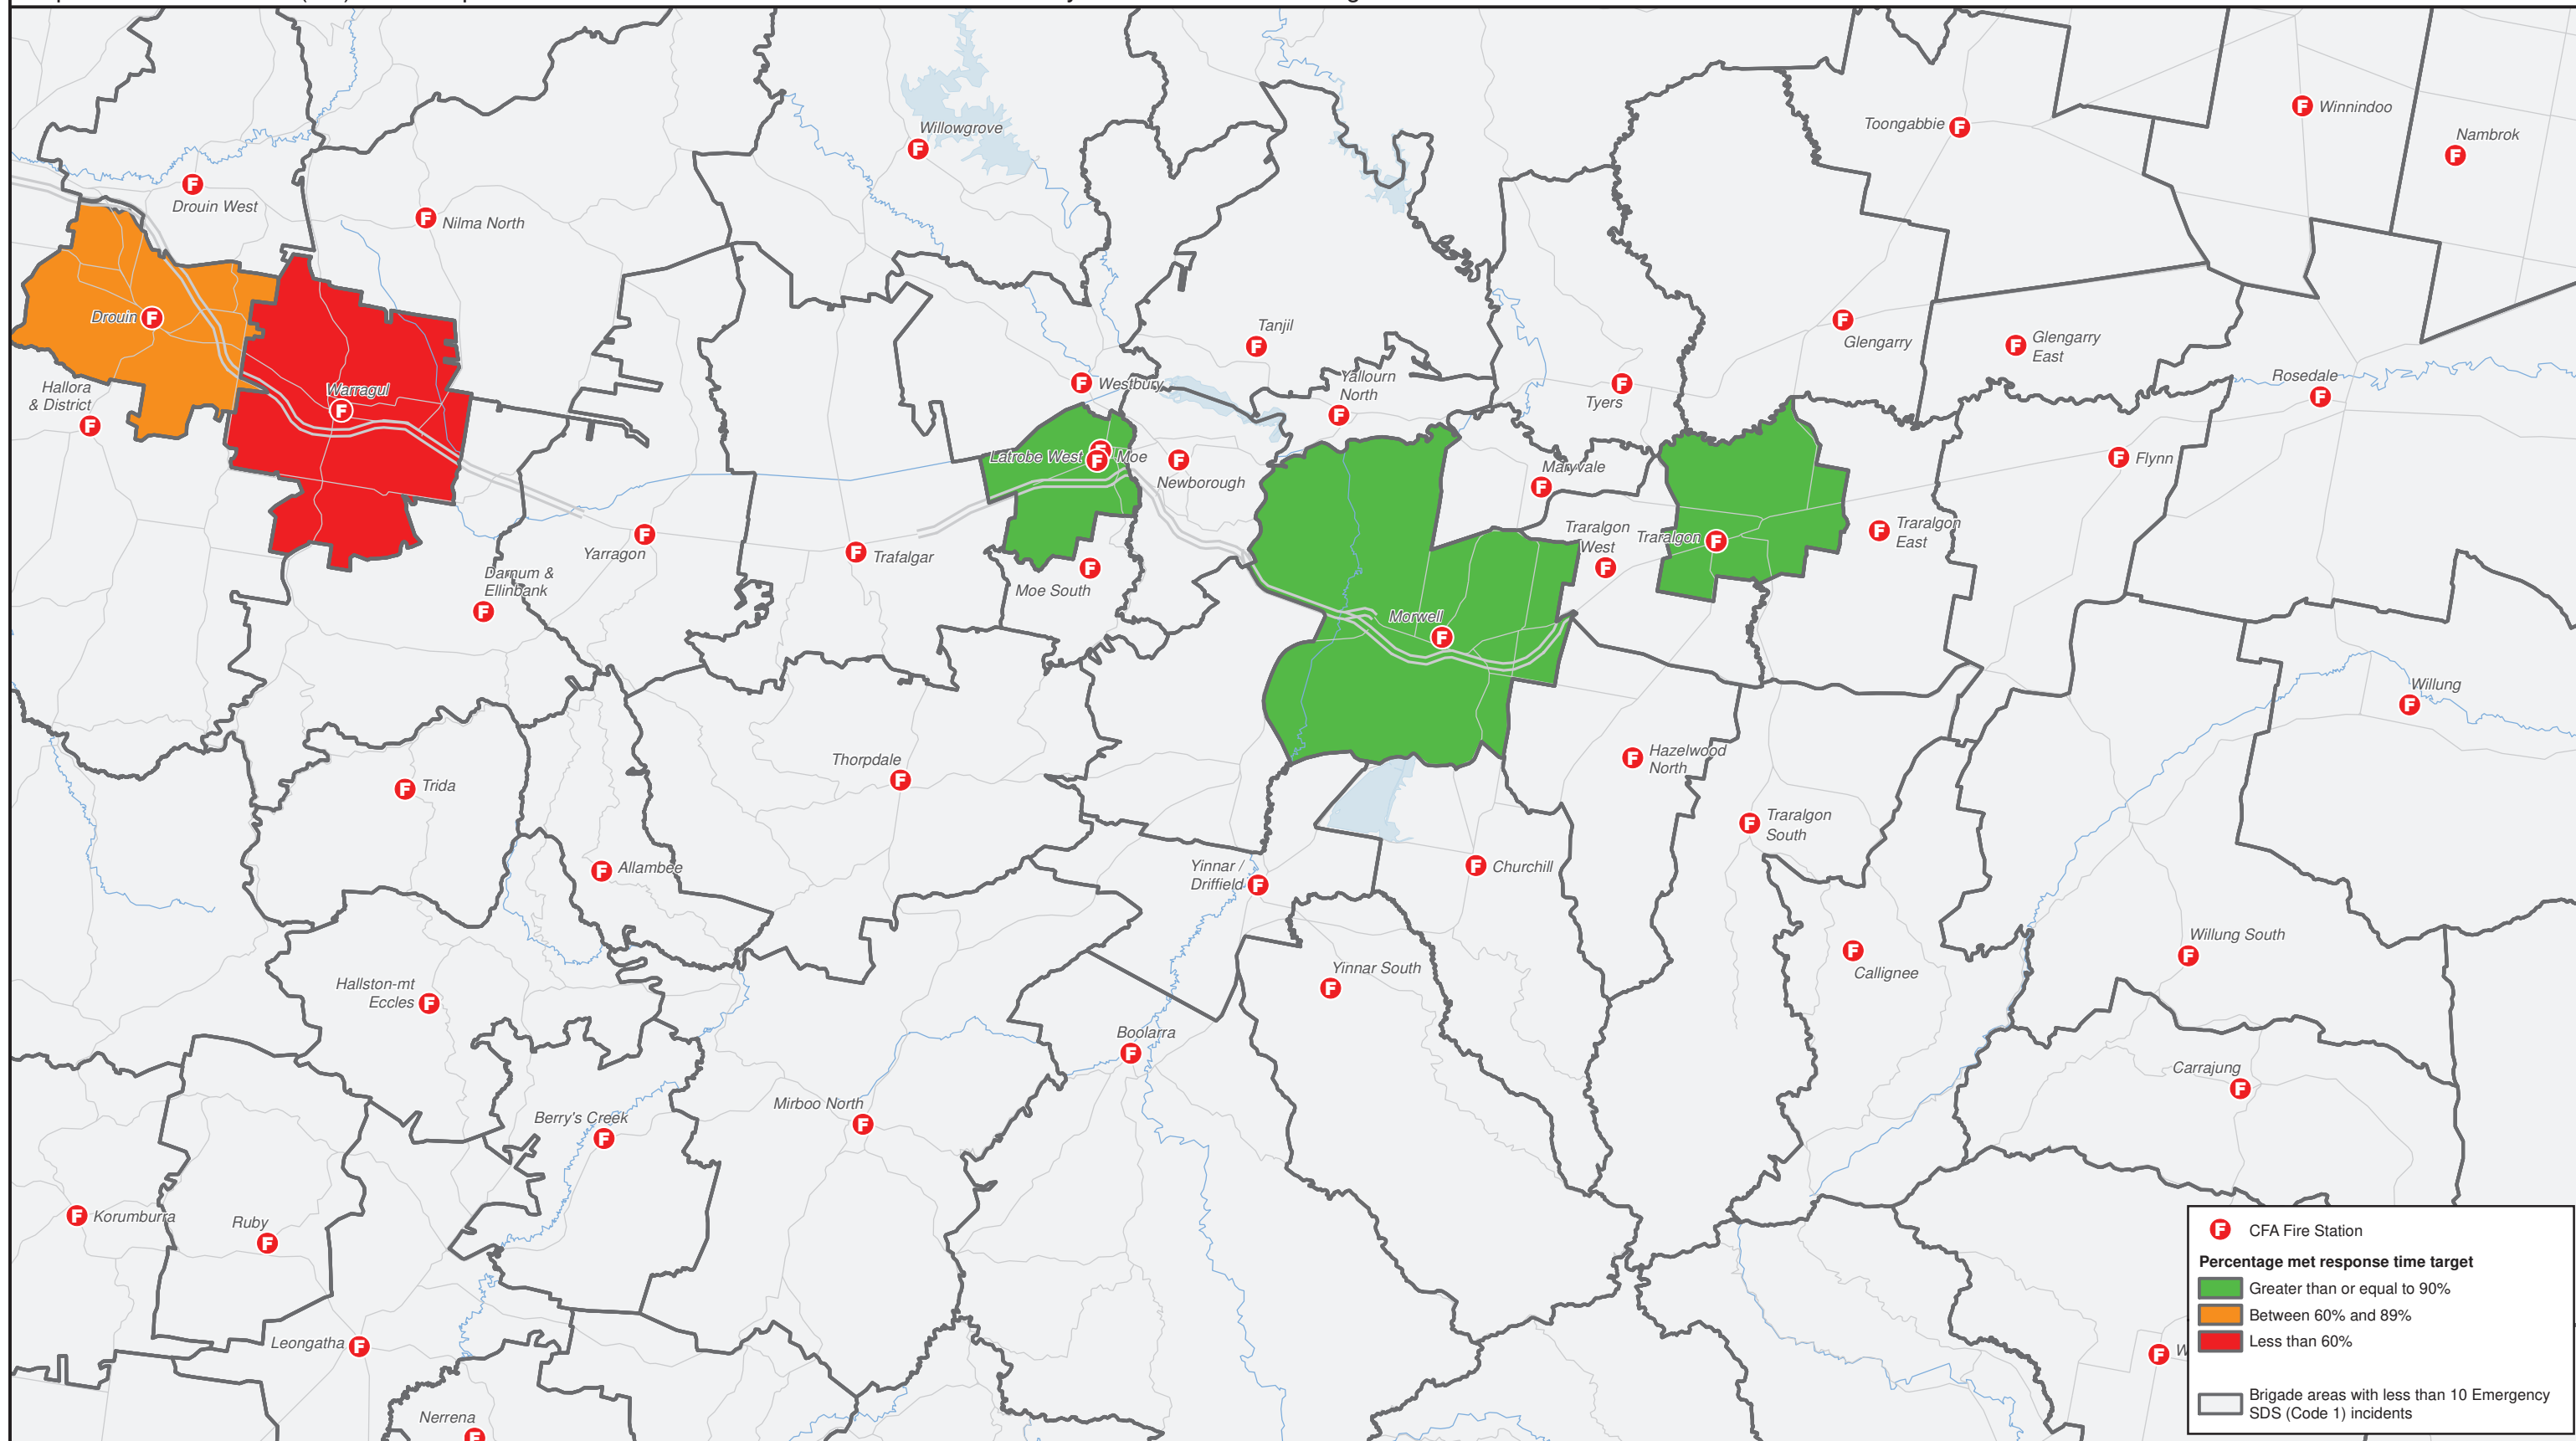 Winnindoo
Toongabbie
Willowgrove
Nambrok
Drouin West
Nilma North
Drouin
Tanjil
Glengarry
Glengarry
East
Hallora
& District
Warragul
Westbury
Yallourn
North
Tyers
Rosedale
Latrobe West
Moe
Newborough
Maryvale
Flynn
Yarragon
Trafalgar
Moe South
Traralgon
West
Traralgon
Traralgon
East
Darnum &
Ellinbank
Morwell
Willung
Trida
Thorpdale
Hazelwood
North
Traralgon
South
Allambee
Yinnar /
Driffield
Churchill
Hallston-mt
Eccles
Yinnar South
Callignee
Willung South
Boolarra
Carrajung
Berry's Creek
Mirboo North
Korumburra
Ruby
Leongatha
Nerrena
W
F CFA Fire Station
Percentage met response time target
Greater than or equal to 90%
Between 60% and 89%
Less than 60%
Brigade areas with less than 10 Emergency
SDS (Code 1) incidents